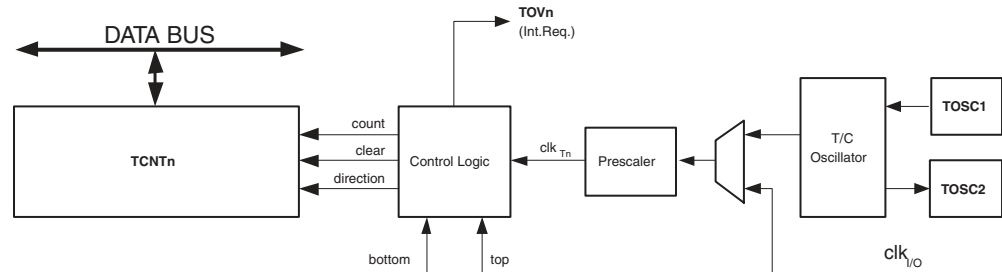 TOVn
(Int.Req.)
DATA BUS
TCNTn
count
clear
direction
Control Logic
clk Tn
Prescaler
T/C
Oscillator
TOSC1
TOSC2
bottom
top
clk I/O